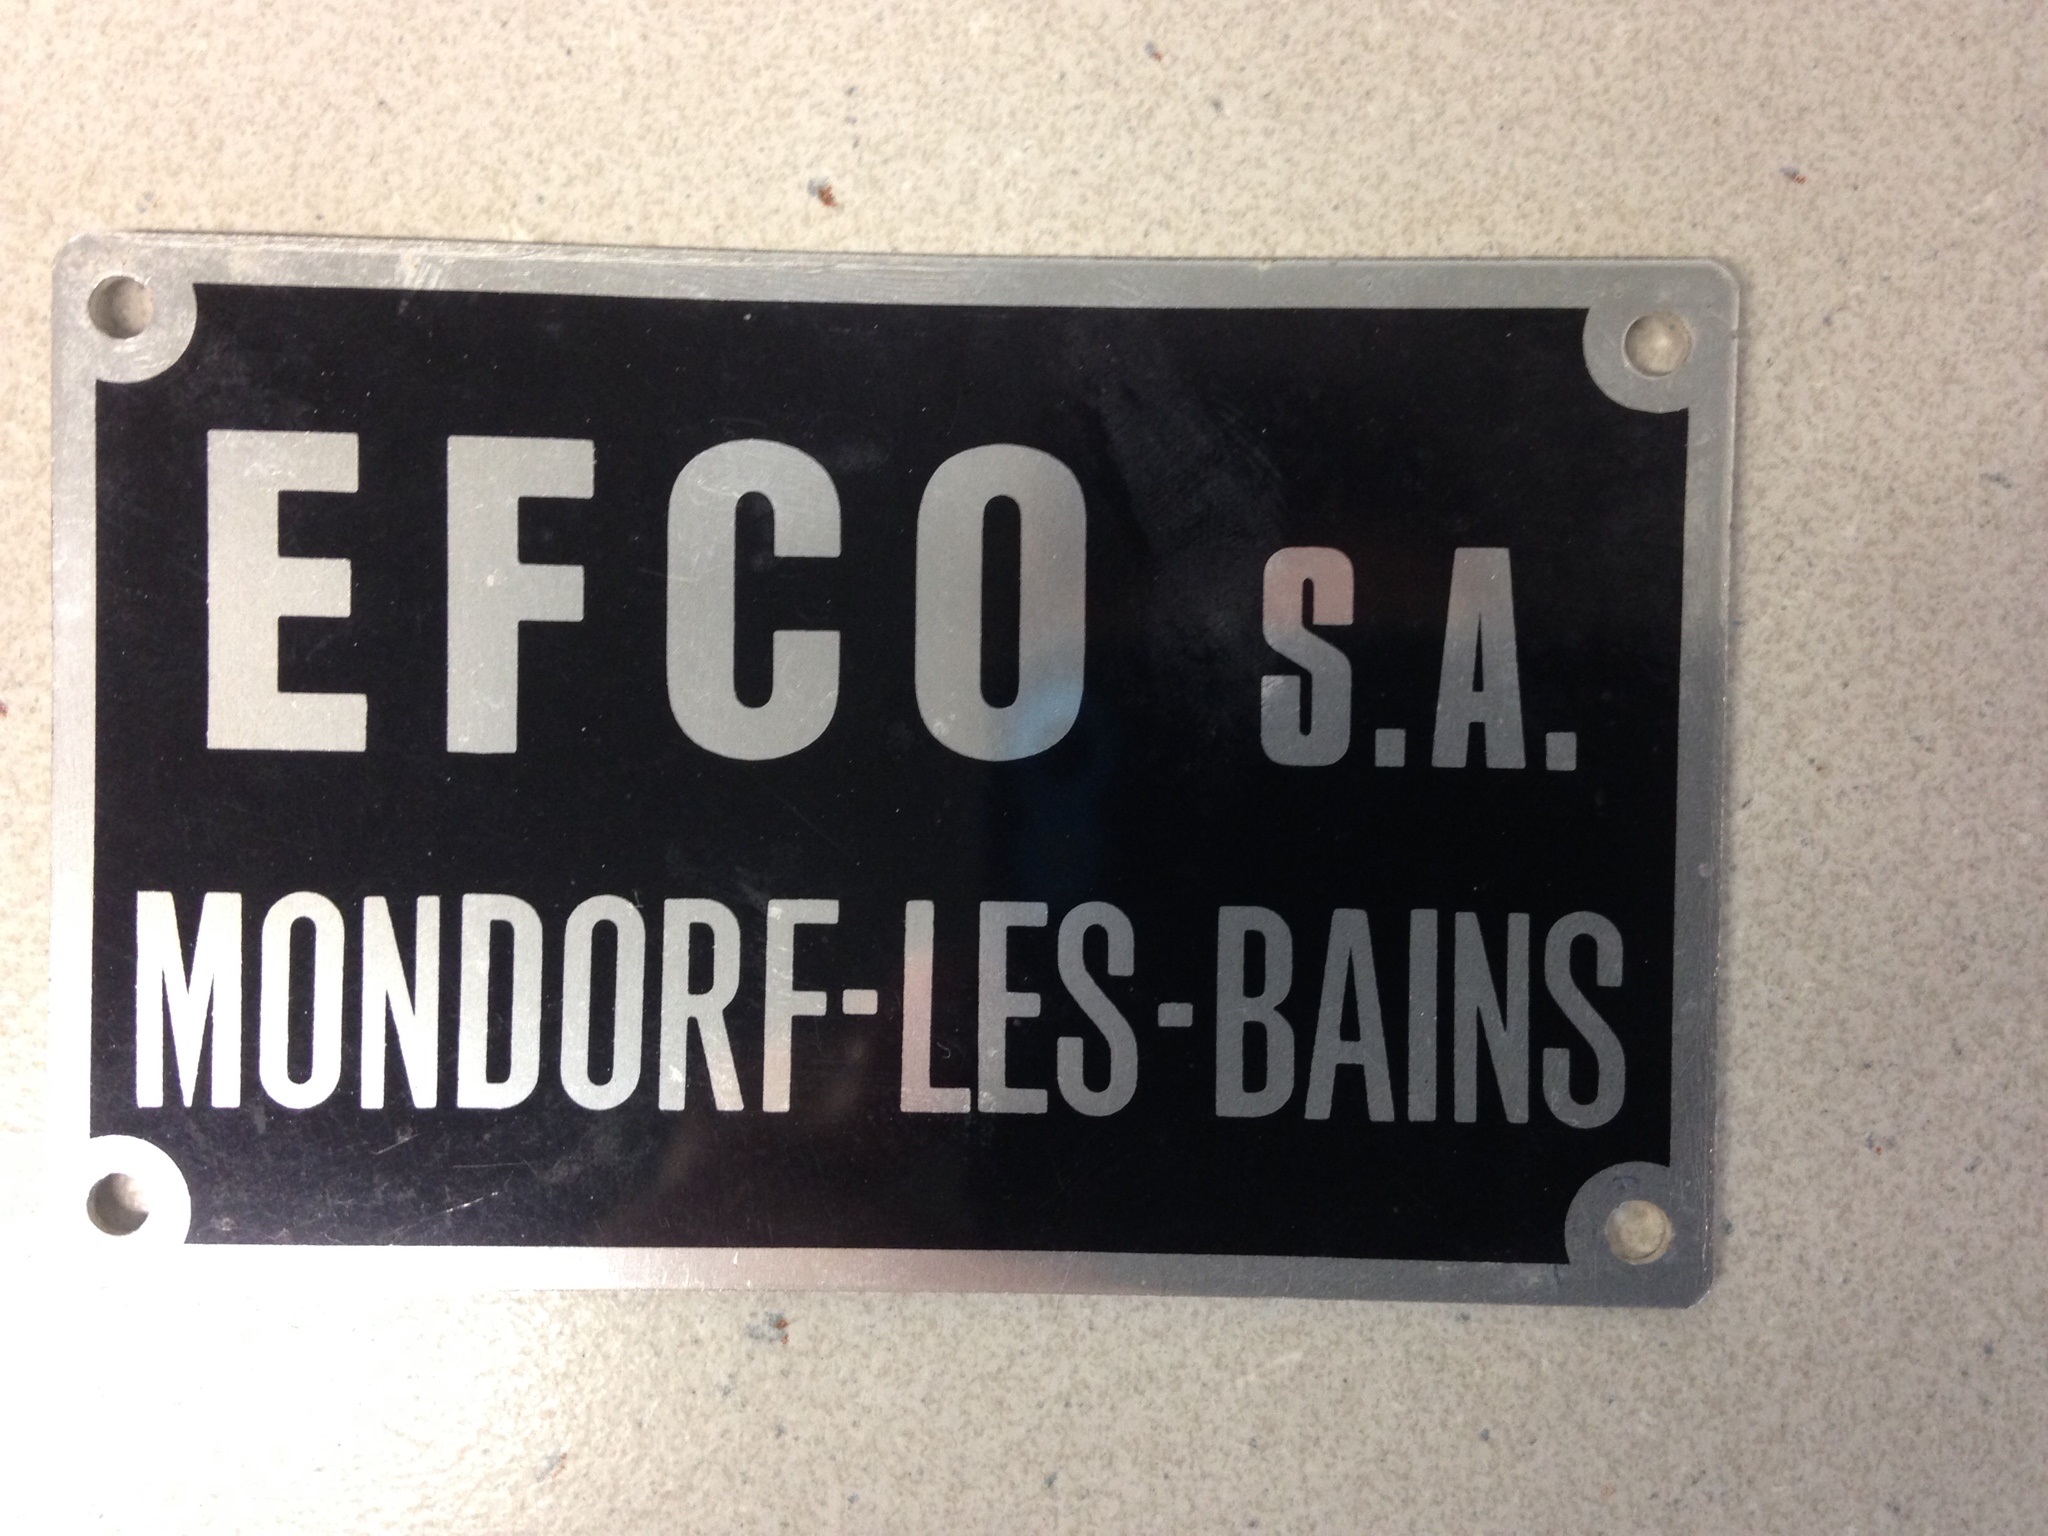 EFCO S.A.
MONDORF-LES-BAINS